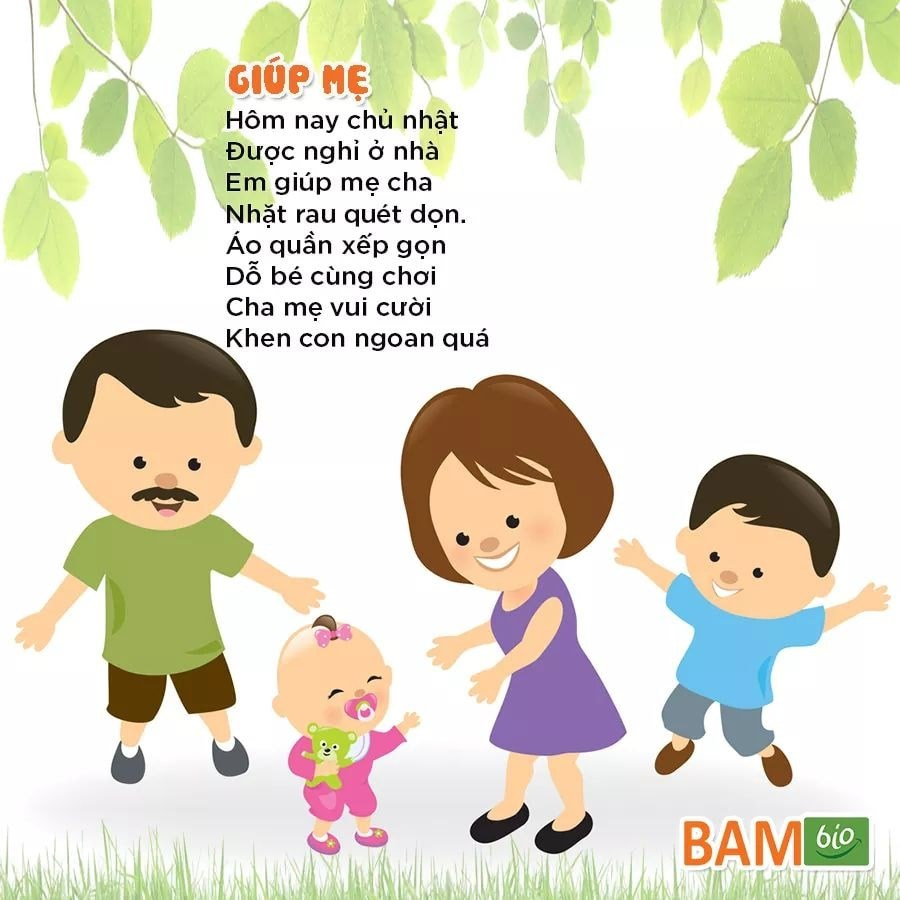 GIÚP MẸ
Hôm nay chủ nhật
Được nghỉ ở nhà
Em giúp mẹ cha
Nhặt rau quét dọn.
Áo quần xếp gọn
Dỗ bé cùng chơi
Cha mẹ vui cười
Khen con ngoan quá
BAM bio